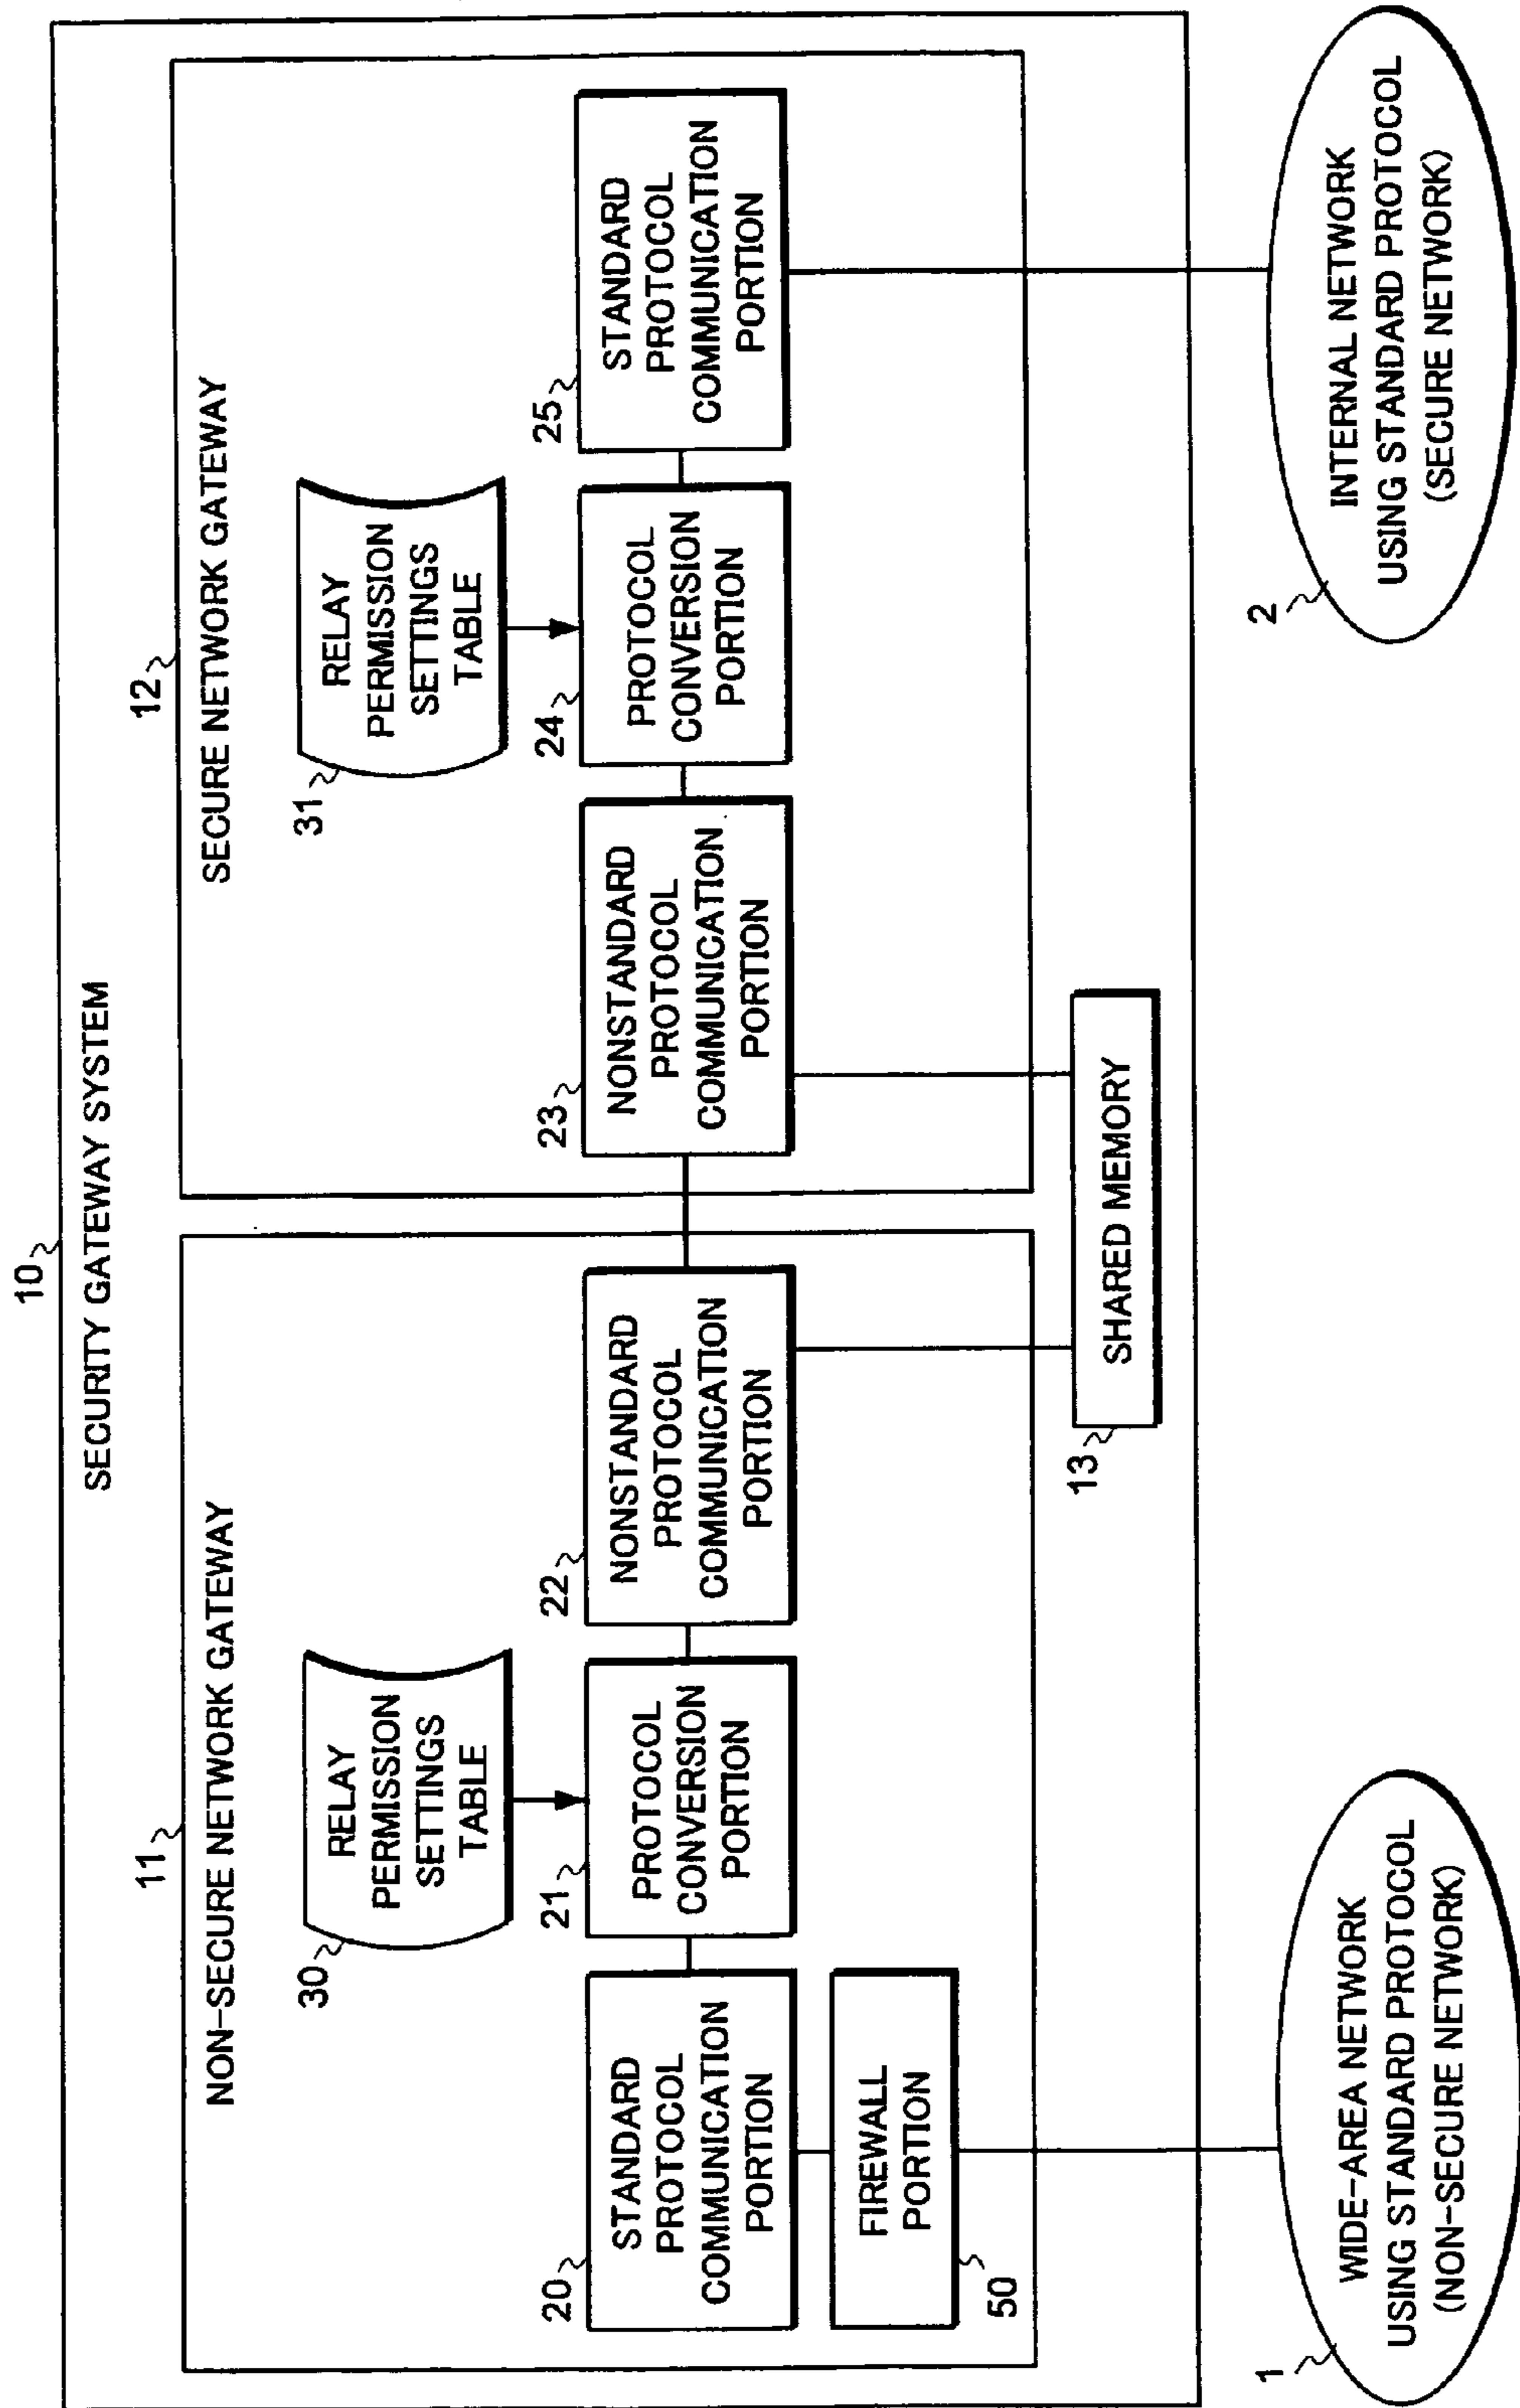 10
SECURITY GATEWAY SYSTEM
11
NON-SECURE NETWORK GATEWAY
30
RELAY
PERMISSION
SETTINGS
TABLE
20
STANDARD
PROTOCOL
COMMUNICATION
PORTION
21
PROTOCOL
CONVERSION
PORTION
22
NONSTANDARD
PROTOCOL
COMMUNICATION
PORTION
FIREWALL
PORTION
50
12
SECURE NETWORK GATEWAY
31
RELAY
PERMISSION
SETTINGS
TABLE
23
NONSTANDARD
PROTOCOL
COMMUNICATION
PORTION
24
PROTOCOL
CONVERSION
PORTION
25
STANDARD
PROTOCOL
COMMUNICATION
PORTION
13
SHARED MEMORY
1
WIDE-AREA NETWORK
USING STANDARD PROTOCOL
(NON-SECURE NETWORK)
2
INTERNAL NETWORK
USING STANDARD PROTOCOL
(SECURE NETWORK)